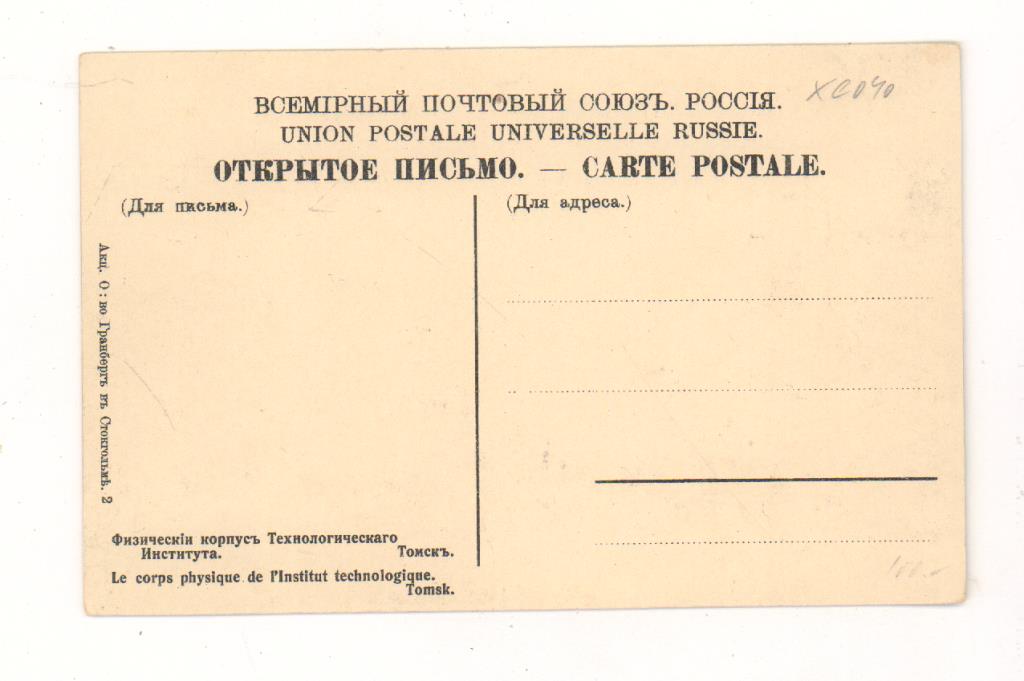 ВСЕМІРНЫЙ ПОЧТОВЫЙ СОЮЗЪ. РОССІЯ.
UNION POSTALE UNIVERSELLE RUSSIE.
ОТКРЫТОЕ ПИСЬМО. — CARTE POSTALE.
(Для письма.)
(Для адреса.)
Акц. О: во Гранбергъ въ Стокгольмѣ. 2
Физическій корпусъ Технологическаго
Института. Томскъ.
Le corps physique de l'Institut technologique.
Tomsk.